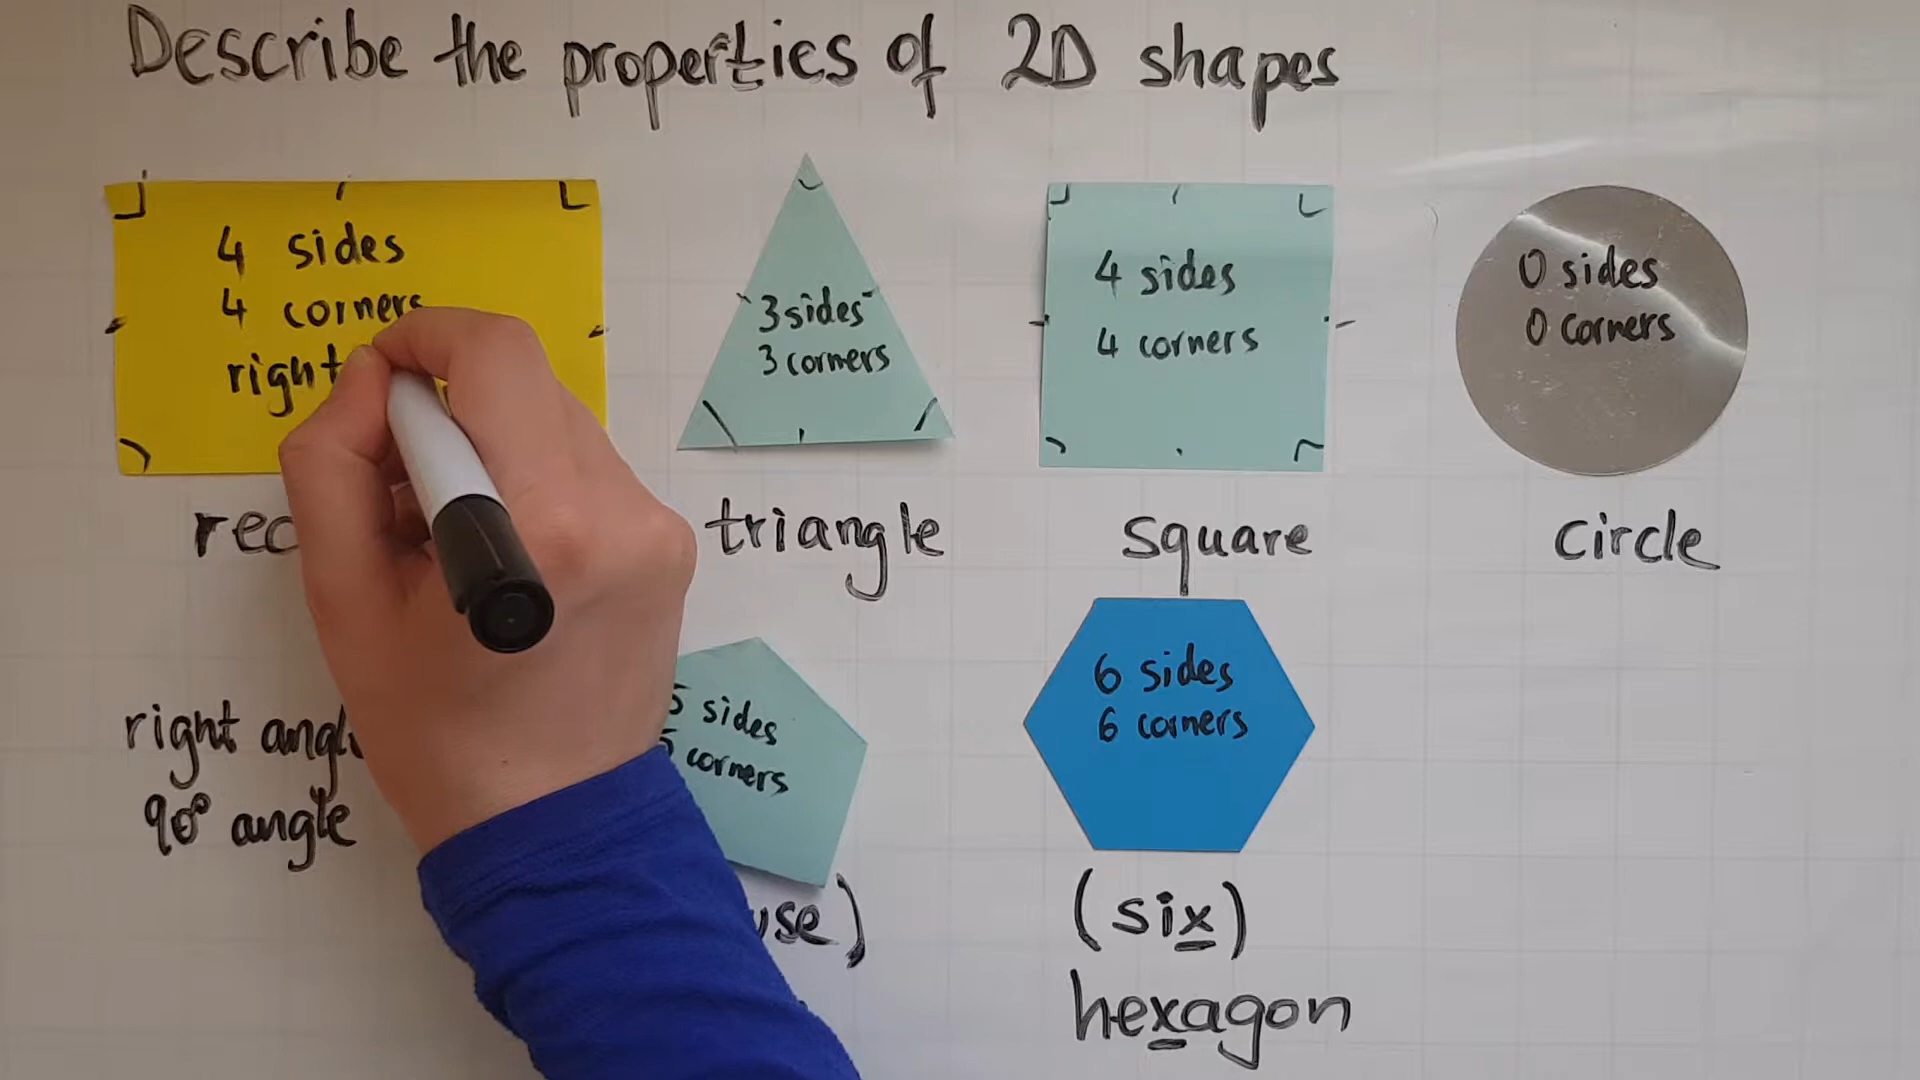 Describe the properties of 2D shapes
4 sides
4 corners
right
3 sides
3 corners
4 sides
4 corners
0 sides
0 corners
triangle
square
circle
right
90° angle
5 sides
corners
6 sides
6 corners
(six)
hexagon